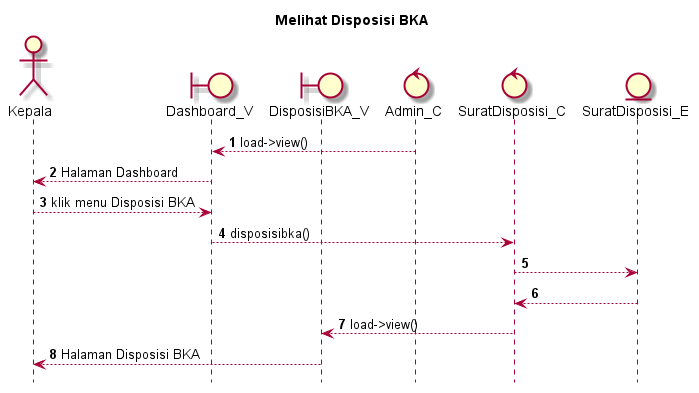 Melihat Disposisi BKA
Kepala
Dashboard_V
DisposisiBKA_V
Admin_C
SuratDisposisi_C
SuratDisposisi_E
1 load->view()
2 Halaman Dashboard
3 klik menu Disposisi BKA
4 disposisibka()
5
6
7 load->view()
8 Halaman Disposisi BKA